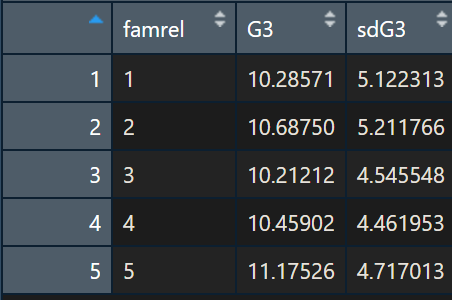 famrel G3 sdG3
1 1 10.28571 5.122313
2 2 10.68750 5.211766
3 3 10.21212 4.545548
4 4 10.45902 4.461953
5 5 11.17526 4.717013